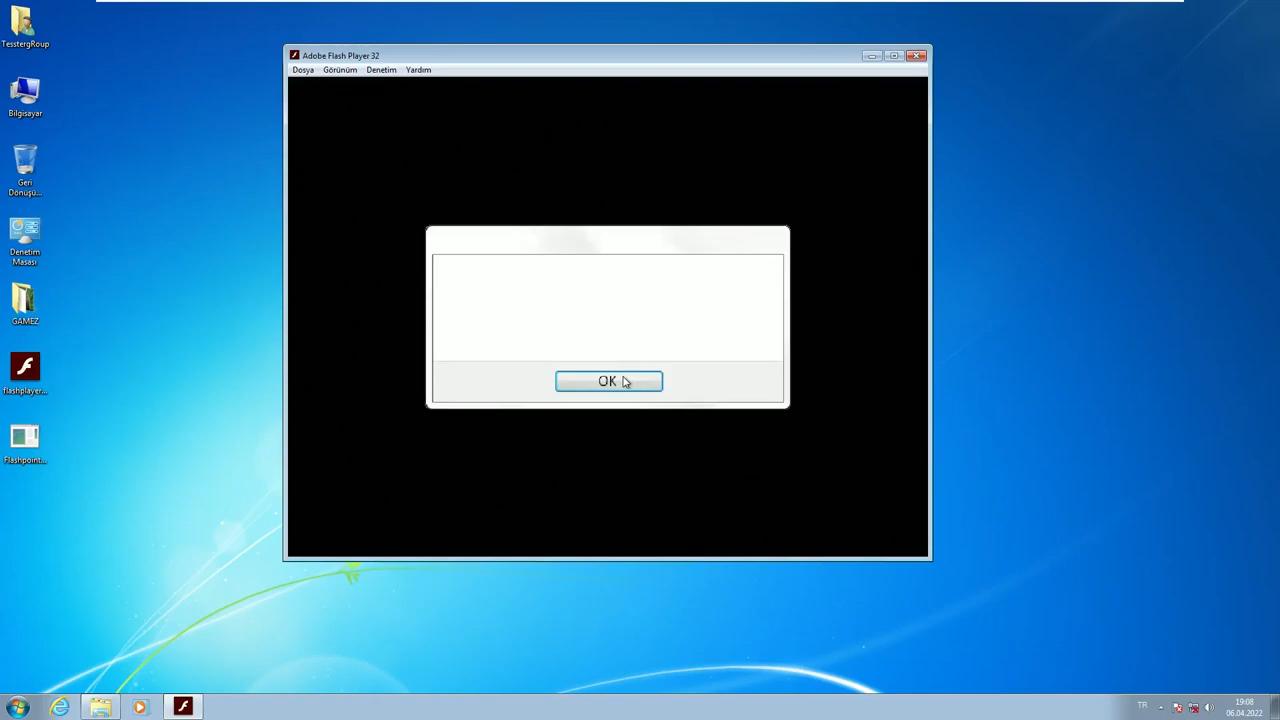 TesstergRoup
Bilgisayar
Geri
Dönüşü...
Denetim
Masası
GAMEZ
flashplayer...
Flashpoint...
Adobe Flash Player 32
Dosya Görünüm Denetim Yardım
OK
TR
19:08
06.04.2022